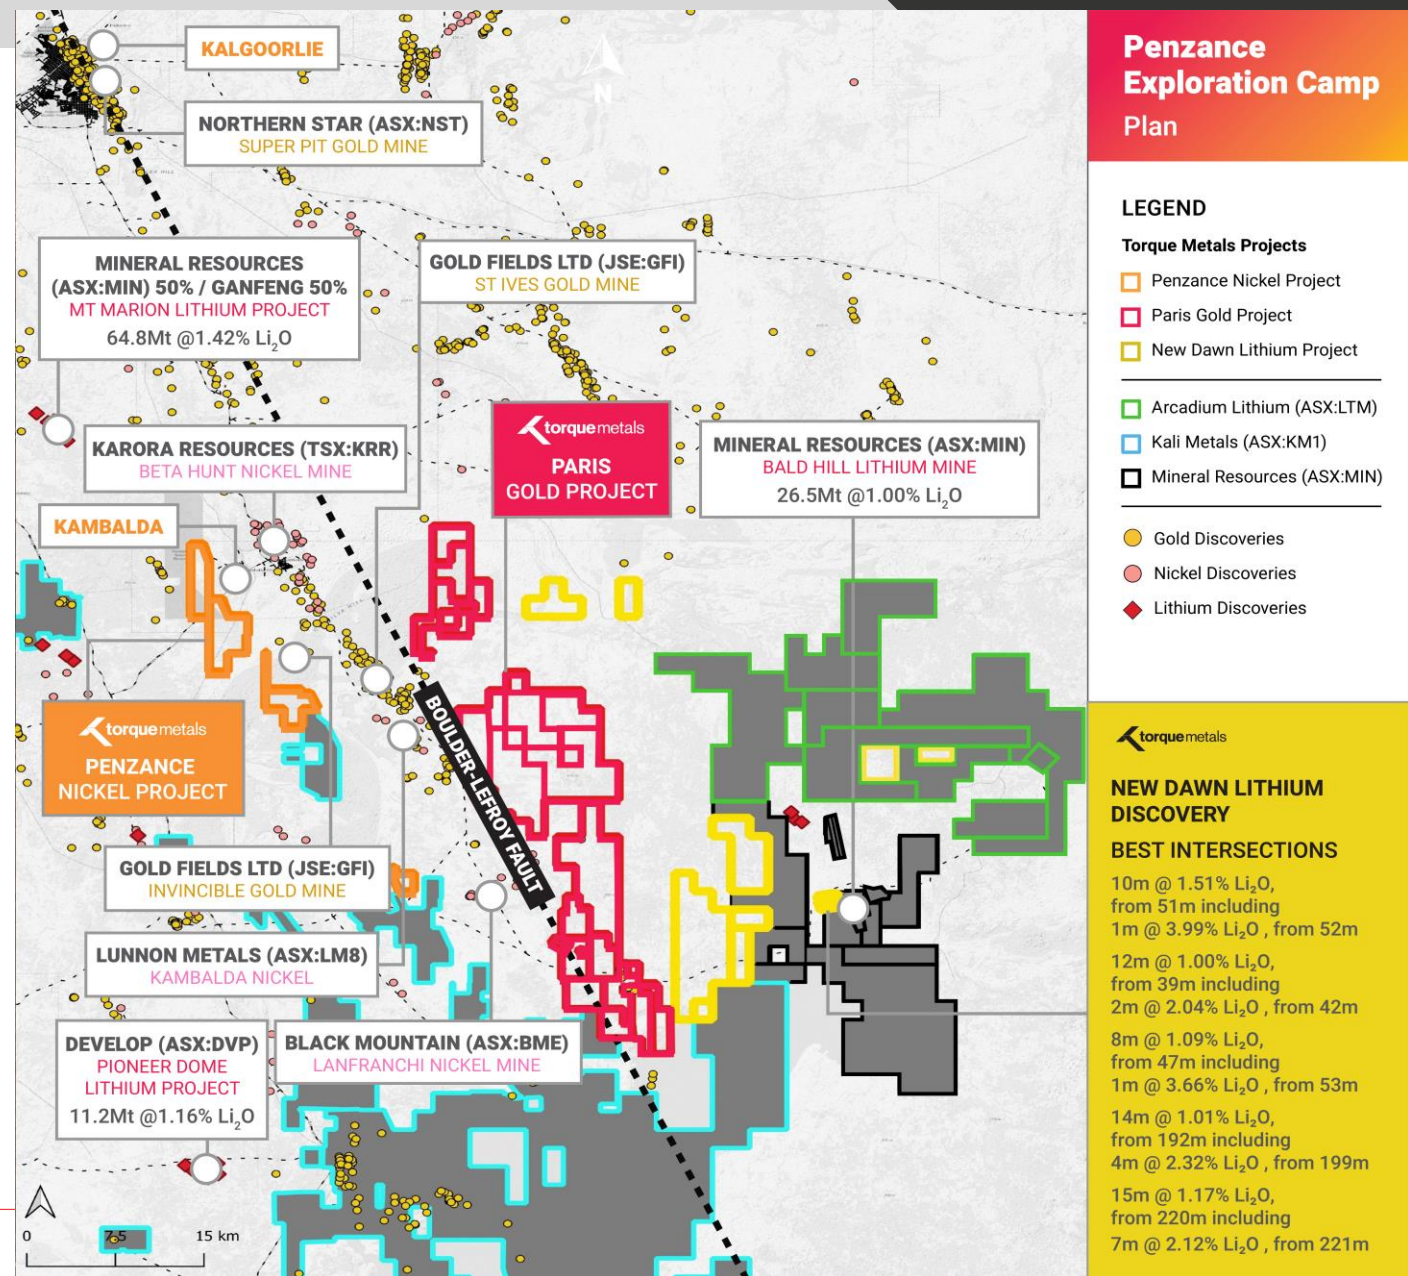 KALGOORLIE
NORTHERN STAR (ASX:NST)
SUPER PIT GOLD MINE
N
MINERAL RESOURCES
(ASX:MIN) 50% / GANFENG 50%
MT MARION LITHIUM PROJECT
64.8Mt @1.42% Li₂O
GOLD FIELDS LTD (JSE:GFI)
ST IVES GOLD MINE
KARORA RESOURCES (TSX:KRR)
BETA HUNT NICKEL MINE
torquemetals
PARIS
GOLD PROJECT
MINERAL RESOURCES (ASX:MIN)
BALD HILL LITHIUM MINE
26.5Mt @1.00% Li₂O
KAMBALDA
torquemetals
PENZANCE
NICKEL PROJECT
BOULDER-LEFROY FAULT
GOLD FIELDS LTD (JSE:GFI)
INVINCIBLE GOLD MINE
LUNNON METALS (ASX:LM8)
KAMBALDA NICKEL
DEVELOP (ASX:DVP)
PIONEER DOME
LITHIUM PROJECT
11.2Mt @1.16% Li₂O
BLACK MOUNTAIN (ASX:BME)
LANFRANCHI NICKEL MINE
0 7.5 15 km
Penzance
Exploration Camp
Plan
LEGEND
Torque Metals Projects
Penzance Nickel Project
Paris Gold Project
New Dawn Lithium Project
Arcadium Lithium (ASX:LTM)
Kali Metals (ASX:KM1)
Mineral Resources (ASX:MIN)
Gold Discoveries
Nickel Discoveries
Lithium Discoveries
torquemetals
NEW DAWN LITHIUM
DISCOVERY
BEST INTERSECTIONS
10m @ 1.51% Li₂O,
from 51m including
1m @ 3.99% Li₂O , from 52m
12m @ 1.00% Li₂O,
from 39m including
2m @ 2.04% Li₂O , from 42m
8m @ 1.09% Li₂O,
from 47m including
1m @ 3.66% Li₂O , from 53m
14m @ 1.01% Li₂O,
from 192m including
4m @ 2.32% Li₂O , from 199m
15m @ 1.17% Li₂O,
from 220m including
7m @ 2.12% Li₂O , from 221m